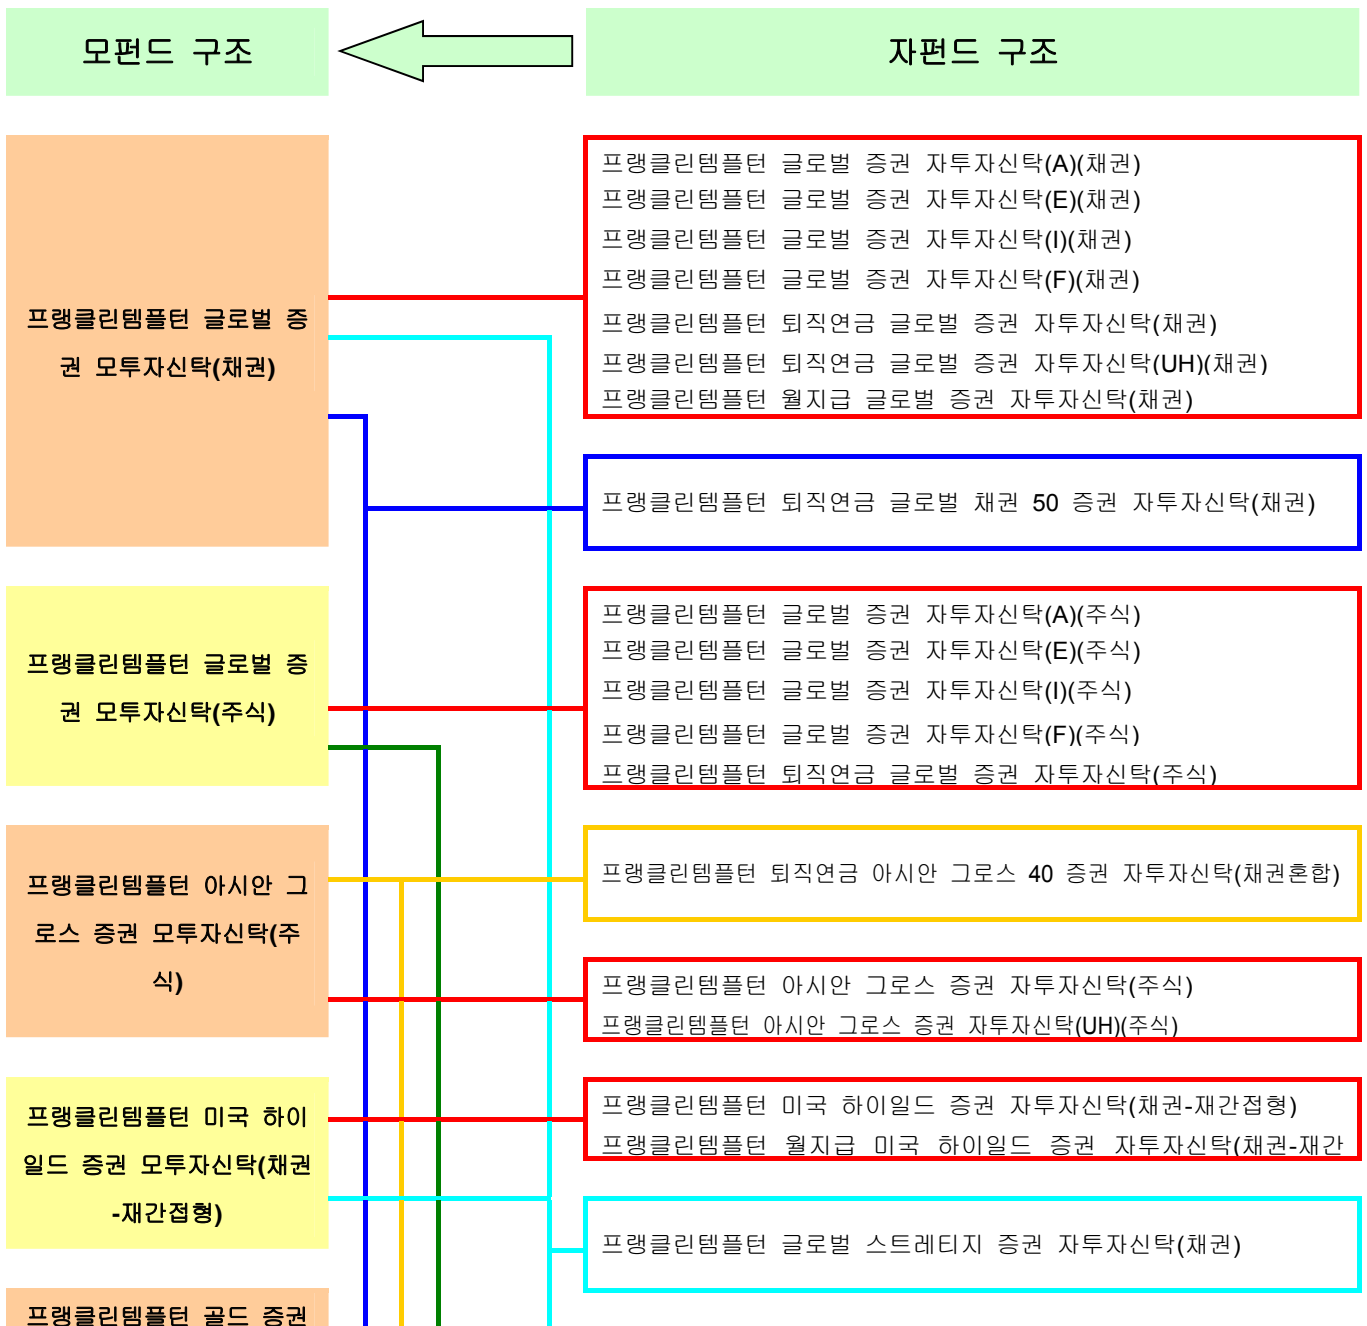 모펀드 구조
자펀드 구조
프랭클린템플턴 글로벌 증
권 모투자신탁(채권)
프랭클린템플턴 글로벌 증권 자투자신탁(A)(채권)
프랭클린템플턴 글로벌 증권 자투자신탁(E)(채권)
프랭클린템플턴 글로벌 증권 자투자신탁(I)(채권)
프랭클린템플턴 글로벌 증권 자투자신탁(F)(채권)
프랭클린템플턴 퇴직연금 글로벌 증권 자투자신탁(채권)
프랭클린템플턴 퇴직연금 글로벌 증권 자투자신탁(UH)(채권)
프랭클린템플턴 월지급 글로벌 증권 자투자신탁(채권)
프랭클린템플턴 퇴직연금 글로벌 채권 50 증권 자투자신탁(채권)
프랭클린템플턴 글로벌 증
권 모투자신탁(주식)
프랭클린템플턴 글로벌 증권 자투자신탁(A)(주식)
프랭클린템플턴 글로벌 증권 자투자신탁(E)(주식)
프랭클린템플턴 글로벌 증권 자투자신탁(I)(주식)
프랭클린템플턴 글로벌 증권 자투자신탁(F)(주식)
프랭클린템플턴 퇴직연금 글로벌 증권 자투자신탁(주식)
프랭클린템플턴 아시안 그
로스 증권 모투자신탁(주
식)
프랭클린템플턴 퇴직연금 아시안 그로스 40 증권 자투자신탁(채권혼합)
프랭클린템플턴 아시안 그로스 증권 자투자신탁(주식)
프랭클린템플턴 아시안 그로스 증권 자투자신탁(UH)(주식)
프랭클린템플턴 미국 하이
일드 증권 모투자신탁(채권
-재간접형)
프랭클린템플턴 미국 하이일드 증권 자투자신탁(채권-재간접형)
프랭클린템플턴 월지급 미국 하이일드 증권 자투자신탁(채권-재간
프랭클린템플턴 글로벌 스트레티지 증권 자투자신탁(채권)
프랭클린템플턴 골드 증권